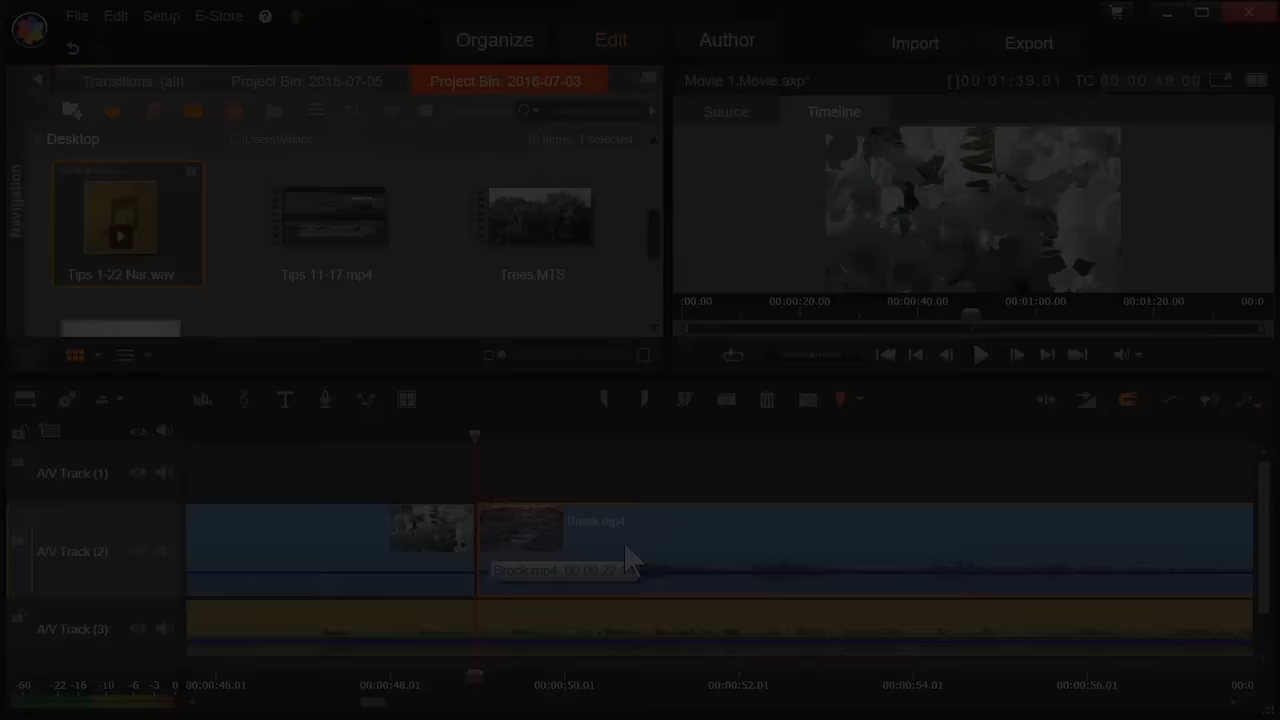 File Edit Setup E-Store ?
Organize Edit Author Import Export
Transitions (all) Project Bin: 2016-07-05 Project Bin: 2016-07-03
Movie 1.Movie.axp* [ ]00:01:39.01 TC 00:00:49.00
Source Timeline
Desktop 10 items, 1 selected
Navigation
Tips 1-22 Nar.wav Tips 11-17.mp4 Trees.MTS
:00.00 00:00:20.00 00:00:40.00 00:01:00.00 00:01:20.00 00:0
A/V Track (1)
Brook.mp4
A/V Track (2)
Brook.mp4, 00:00:22
A/V Track (3)
-60 -22 -16 -10 -6 -3 0 00:00:46.01 00:00:48.01 00:00:50.01 00:00:52.01 00:00:54.01 00:00:56.01 00:0